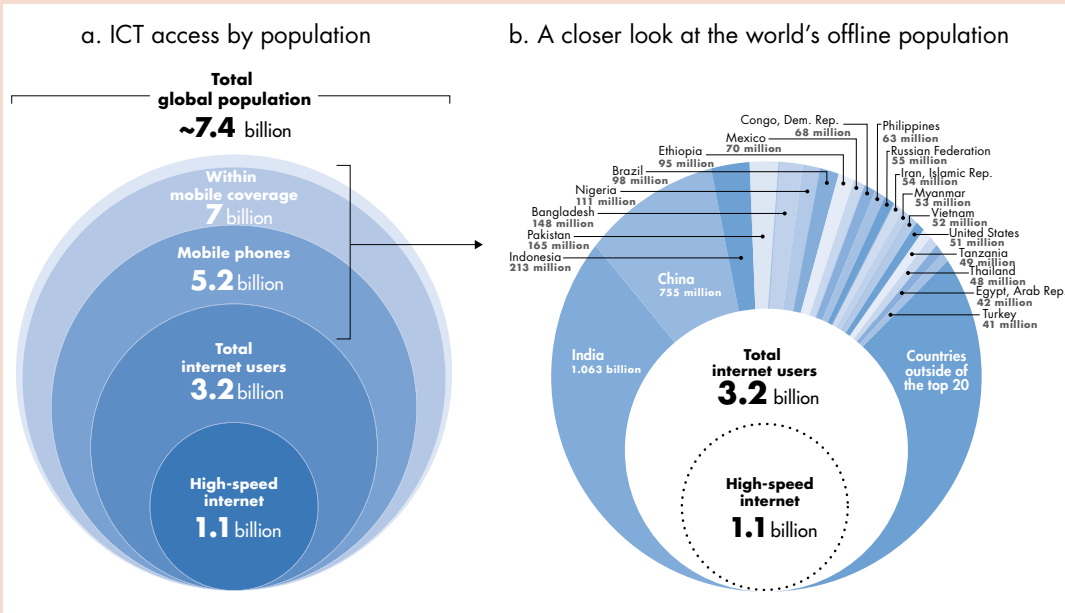 a. ICT access by population
Total
global population
~7.4 billion
Within
mobile coverage
7 billion
Mobile phones
5.2 billion
Total
internet users
3.2 billion
High-speed
internet
1.1 billion
b. A closer look at the world's offline population
Congo, Dem. Rep.
68 million
Mexico
70 million
Ethiopia
95 million
Brazil
98 million
Nigeria
111 million
Bangladesh
148 million
Pakistan
165 million
Indonesia
213 million
China
755 million
India
1.063 billion
Philippines
63 million
Russian Federation
55 million
Iran, Islamic Rep.
54 million
Myanmar
53 million
Vietnam
52 million
United States
51 million
Tanzania
49 million
Thailand
48 million
Egypt, Arab Rep.
42 million
Turkey
41 million
Countries
outside of
the top 20
Total
internet users
3.2 billion
High-speed
internet
1.1 billion